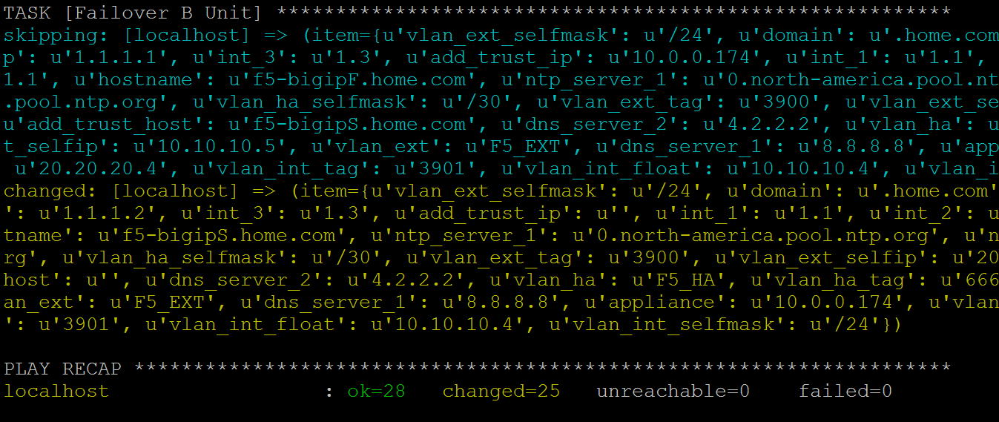 TASK [Failover B Unit] *********************************************************
skipping: [localhost] => (item={u'vlan_ext_selfmask': u'/24', u'domain': u'.home.com
p': u'1.1.1.1', u'int_3': u'1.3', u'add_trust_ip': u'10.0.0.174', u'int_1': u'1.1',
1.1', u'hostname': u'f5-bigipF.home.com', u'ntp_server_1': u'0.north-america.pool.nt
.pool.ntp.org', u'vlan_ha_selfmask': u'/30', u'vlan_ext_tag': u'3900', u'vlan_ext_se
u'add_trust_host': u'f5-bigipS.home.com', u'dns_server_2': u'4.2.2.2', u'vlan_ha': u
t_selfip': u'10.10.10.5', u'vlan_ext': u'F5_EXT', u'dns_server_1': u'8.8.8.8', u'app
u'20.20.20.4', u'vlan_int_tag': u'3901', u'vlan_int_float': u'10.10.10.4', u'vlan_i
changed: [localhost] => (item={u'vlan_ext_selfmask': u'/24', u'domain': u'.home.com'
': u'1.1.1.2', u'int_3': u'1.3', u'add_trust_ip': u'', u'int_1': u'1.1', u'int_2': u
tname': u'f5-bigipS.home.com', u'ntp_server_1': u'0.north-america.pool.ntp.org', u'n
rg', u'vlan_ha_selfmask': u'/30', u'vlan_ext_tag': u'3900', u'vlan_ext_selfip': u'20
host': u'', u'dns_server_2': u'4.2.2.2', u'vlan_ha': u'F5_HA', u'vlan_ha_tag': u'666
an_ext': u'F5_EXT', u'dns_server_1': u'8.8.8.8', u'appliance': u'10.0.0.174', u'vlan
': u'3901', u'vlan_int_float': u'10.10.10.4', u'vlan_int_selfmask': u'/24'})
PLAY RECAP *********************************************************************
localhost : ok=28 changed=25 unreachable=0 failed=0